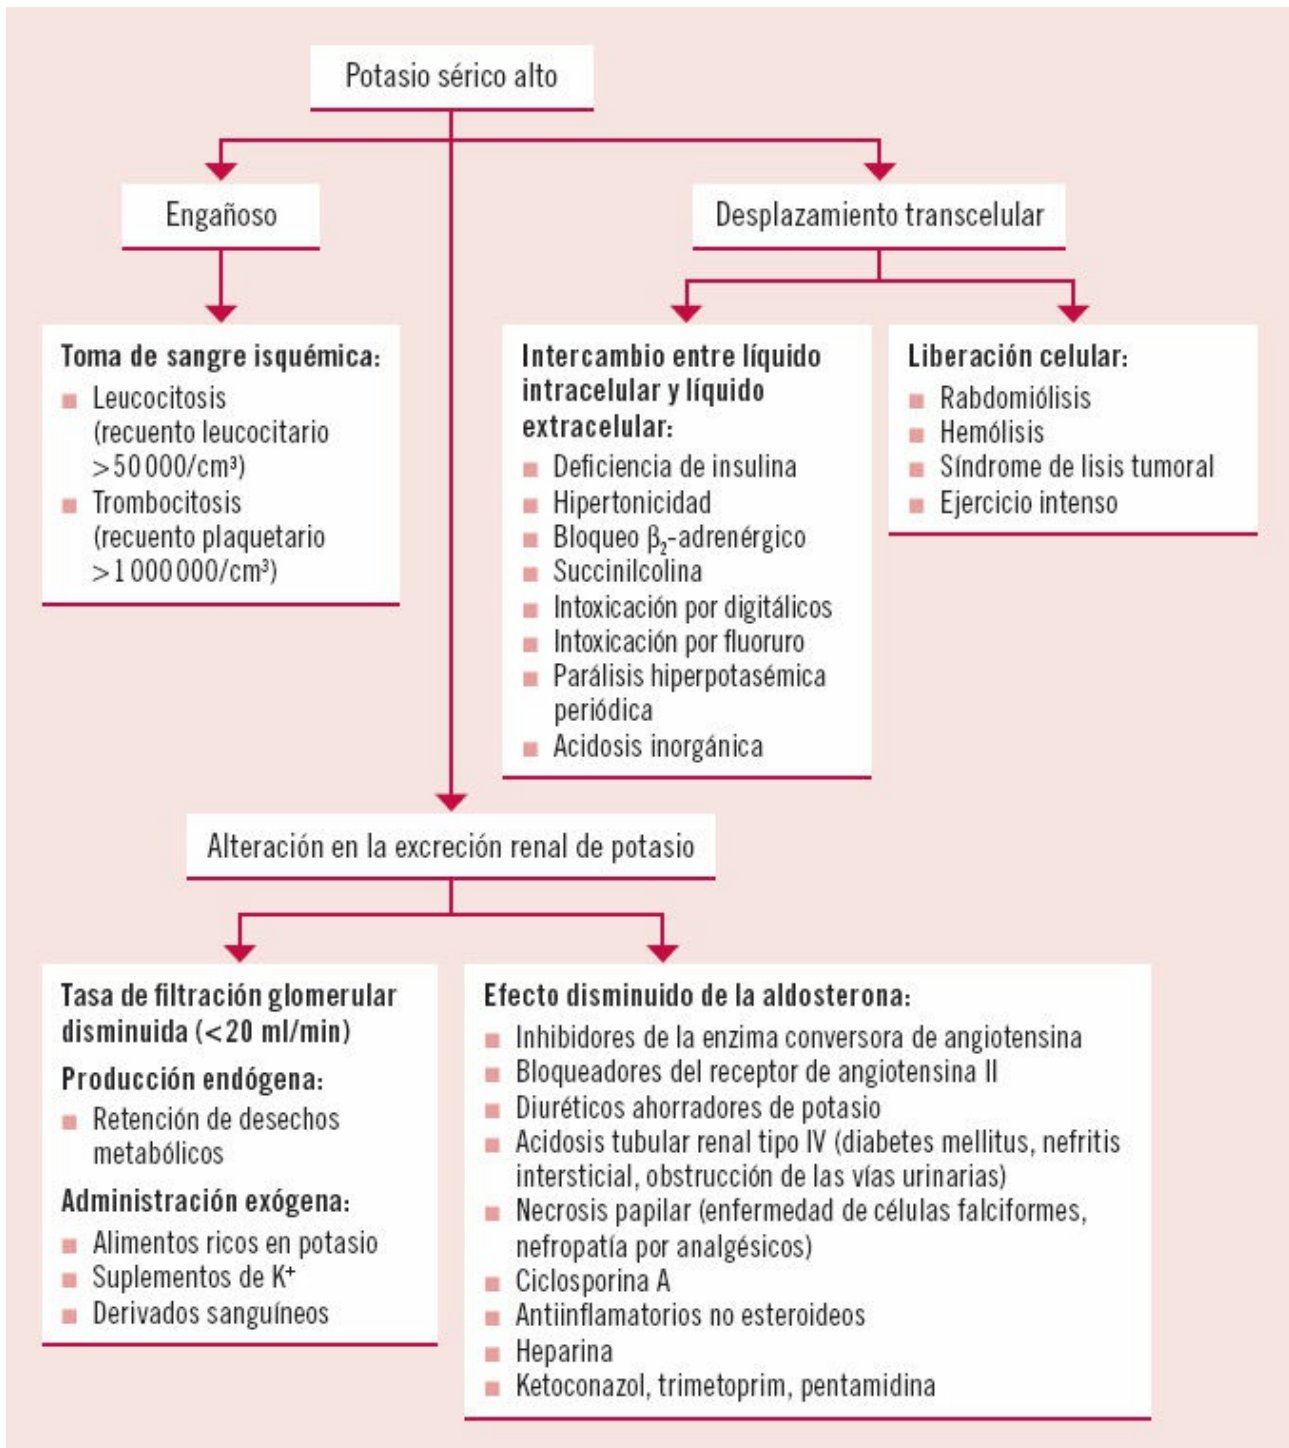 Potasio sérico alto
Engañoso
Desplazamiento transcelular
Toma de sangre isquémica:
Leucocitosis
(recuento leucocitario
>50 000/cm³)
Trombocitosis
(recuento plaquetario
>1 000 000/cm³)
Intercambio entre líquido
intracelular y líquido
extracelular:
Deficiencia de insulina
Hipertonicidad
Bloqueo β₂-adrenérgico
Succinilcolina
Intoxicación por digitálicos
Intoxicación por fluoruro
Parálisis hiperpotasémica
periódica
Acidosis inorgánica
Liberación celular:
Rabdomiólisis
Hemólisis
Síndrome de lisis tumoral
Ejercicio intenso
Alteración en la excreción renal de potasio
Tasa de filtración glomerular
disminuida (<20 ml/min)
Producción endógena:
Retención de desechos
metabólicos
Administración exógena:
Alimentos ricos en potasio
Suplementos de K⁺
Derivados sanguíneos
Efecto disminuido de la aldosterona:
Inhibidores de la enzima conversora de angiotensina
Bloqueadores del receptor de angiotensina II
Diuréticos ahorradores de potasio
Acidosis tubular renal tipo IV (diabetes mellitus, nefritis
intersticial, obstrucción de las vías urinarias)
Necrosis papilar (enfermedad de células falciformes,
nefropatía por analgésicos)
Ciclosporina A
Antiinflamatorios no esteroideos
Heparina
Ketoconazol, trimetoprim, pentamidina